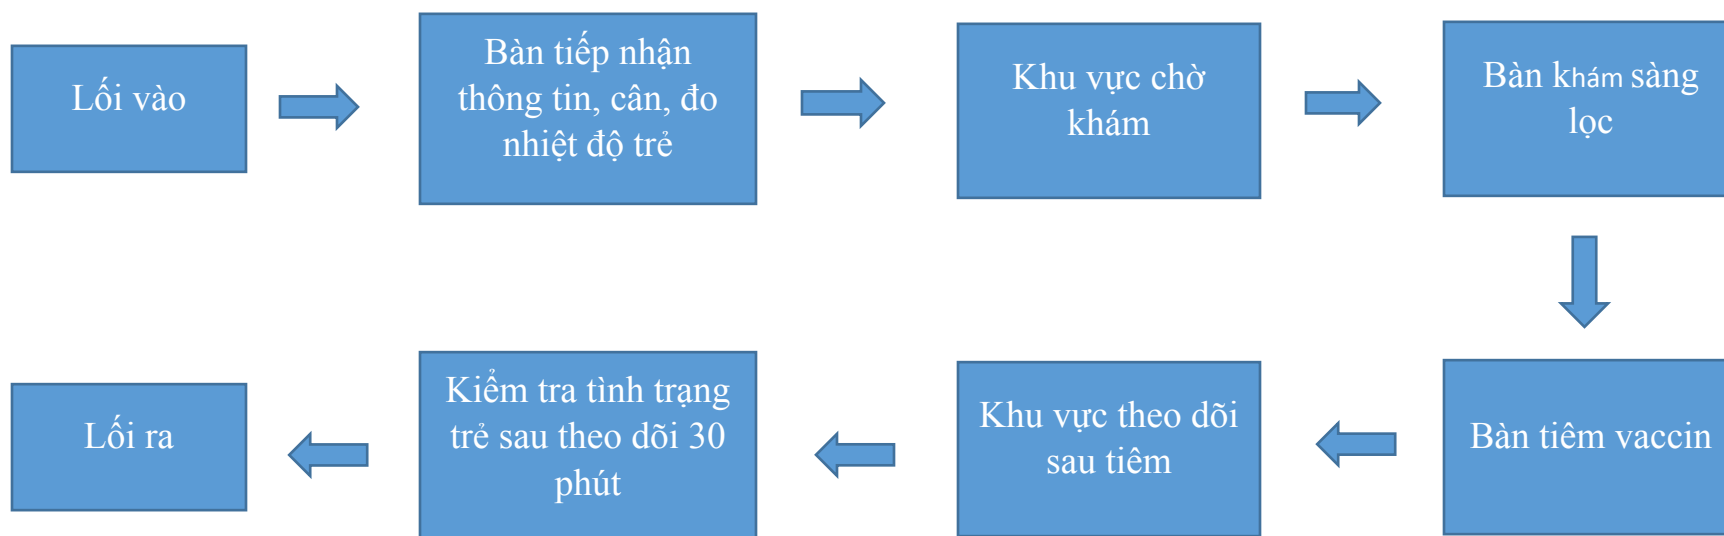 Lối vào
Bàn tiếp nhận
thông tin, cân, đo
nhiệt độ trẻ
Khu vực chờ
khám
Bàn khám sàng
lọc
Bàn tiêm vaccin
Khu vực theo dõi
sau tiêm
Kiểm tra tình trạng
trẻ sau theo dõi 30
phút
Lối ra